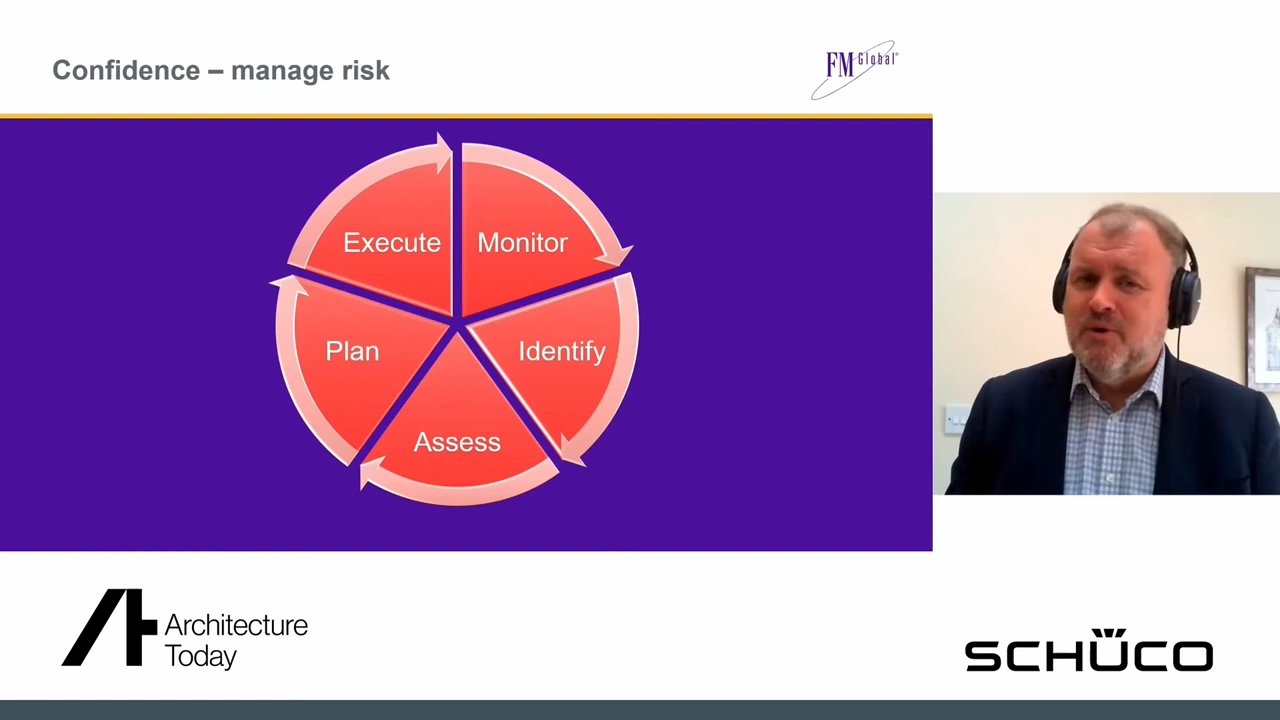 Confidence – manage risk
FM Global®
Execute
Monitor
Plan
Identify
Assess
Architecture
Today
SCHÜCO